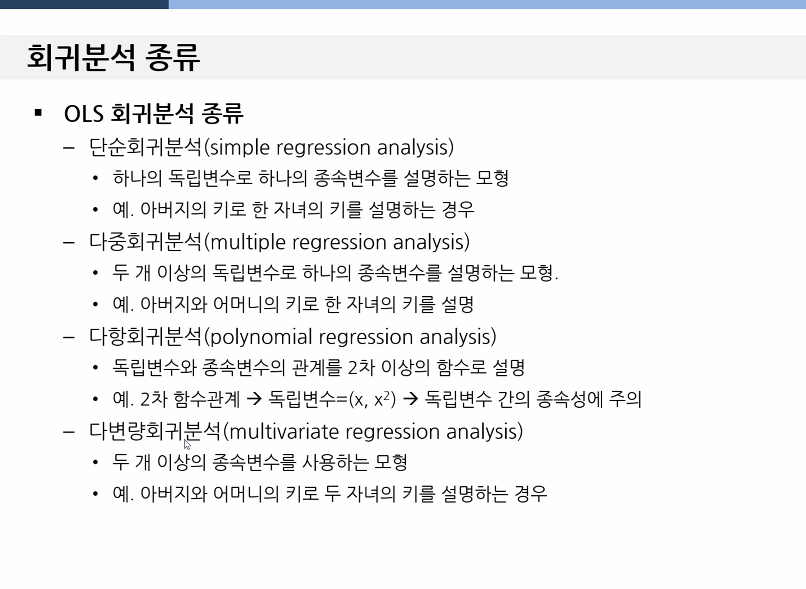 회귀분석 종류
▪ OLS 회귀분석 종류
– 단순회귀분석(simple regression analysis)
• 하나의 독립변수로 하나의 종속변수를 설명하는 모형
• 예. 아버지의 키로 한 자녀의 키를 설명하는 경우
– 다중회귀분석(multiple regression analysis)
• 두 개 이상의 독립변수로 하나의 종속변수를 설명하는 모형.
• 예. 아버지와 어머니의 키로 한 자녀의 키를 설명
– 다항회귀분석(polynomial regression analysis)
• 독립변수와 종속변수의 관계를 2차 이상의 함수로 설명
• 예. 2차 함수관계 → 독립변수=(x, x²) → 독립변수 간의 종속성에 주의
– 다변량회귀분석(multivariate regression analysis)
• 두 개 이상의 종속변수를 사용하는 모형
• 예. 아버지와 어머니의 키로 두 자녀의 키를 설명하는 경우